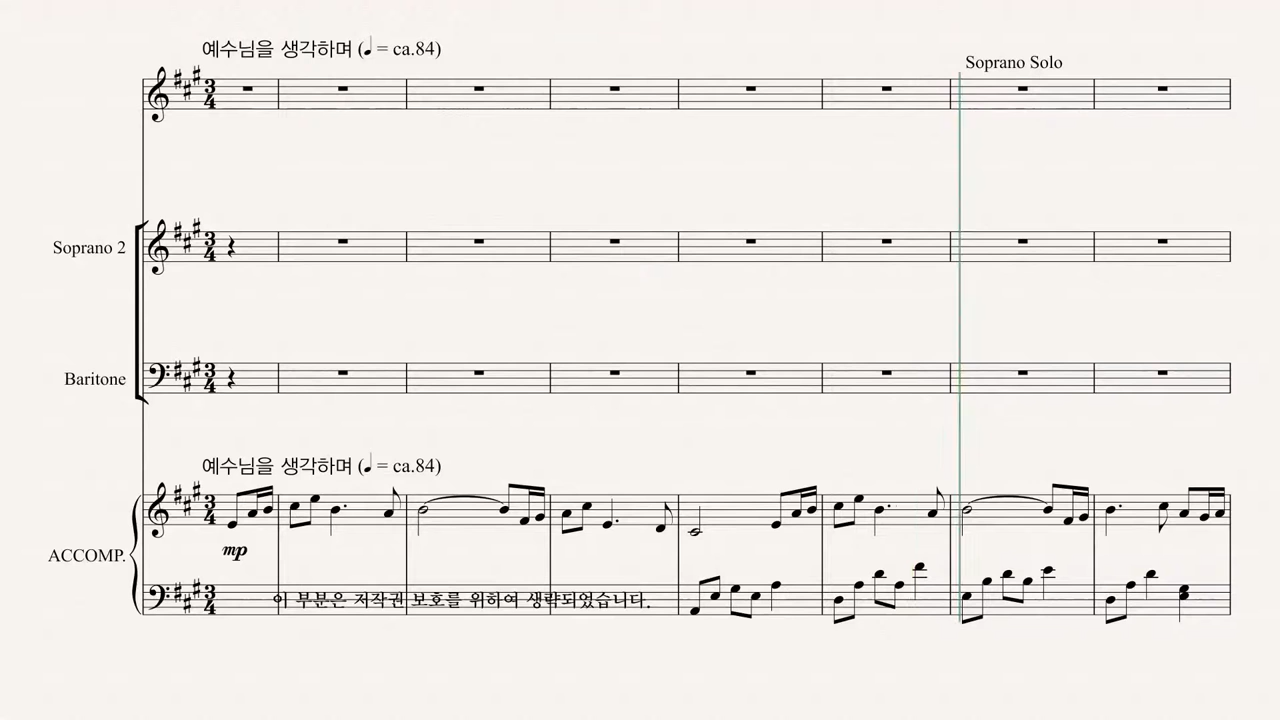 예수님을 생각하며 (♩ = ca.84)
Soprano Solo
Soprano 2
Baritone
예수님을 생각하며 (♩ = ca.84)
mp
ACCOMP.
이 부분은 저작권 보호를 위하여 생략되었습니다.